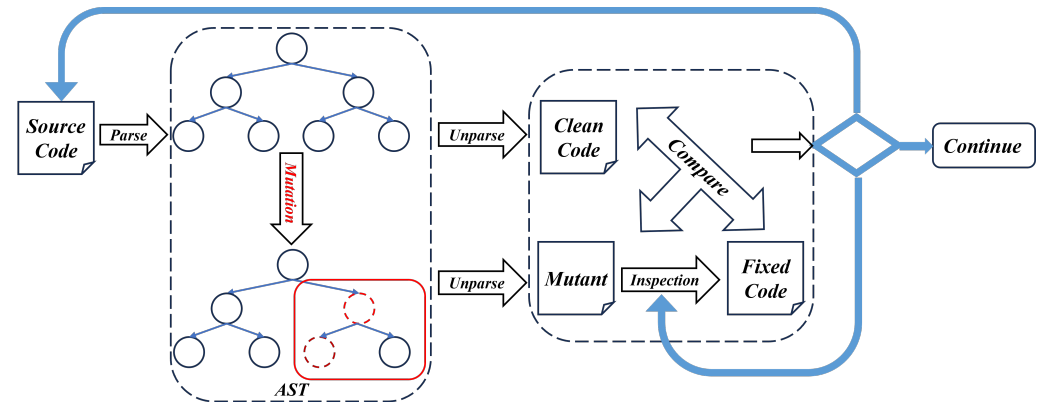 Source
Code
Parse
Mutation
AST
Unparse
Unparse
Clean
Code
Compare
Mutant
Inspection
Fixed
Code
Continue